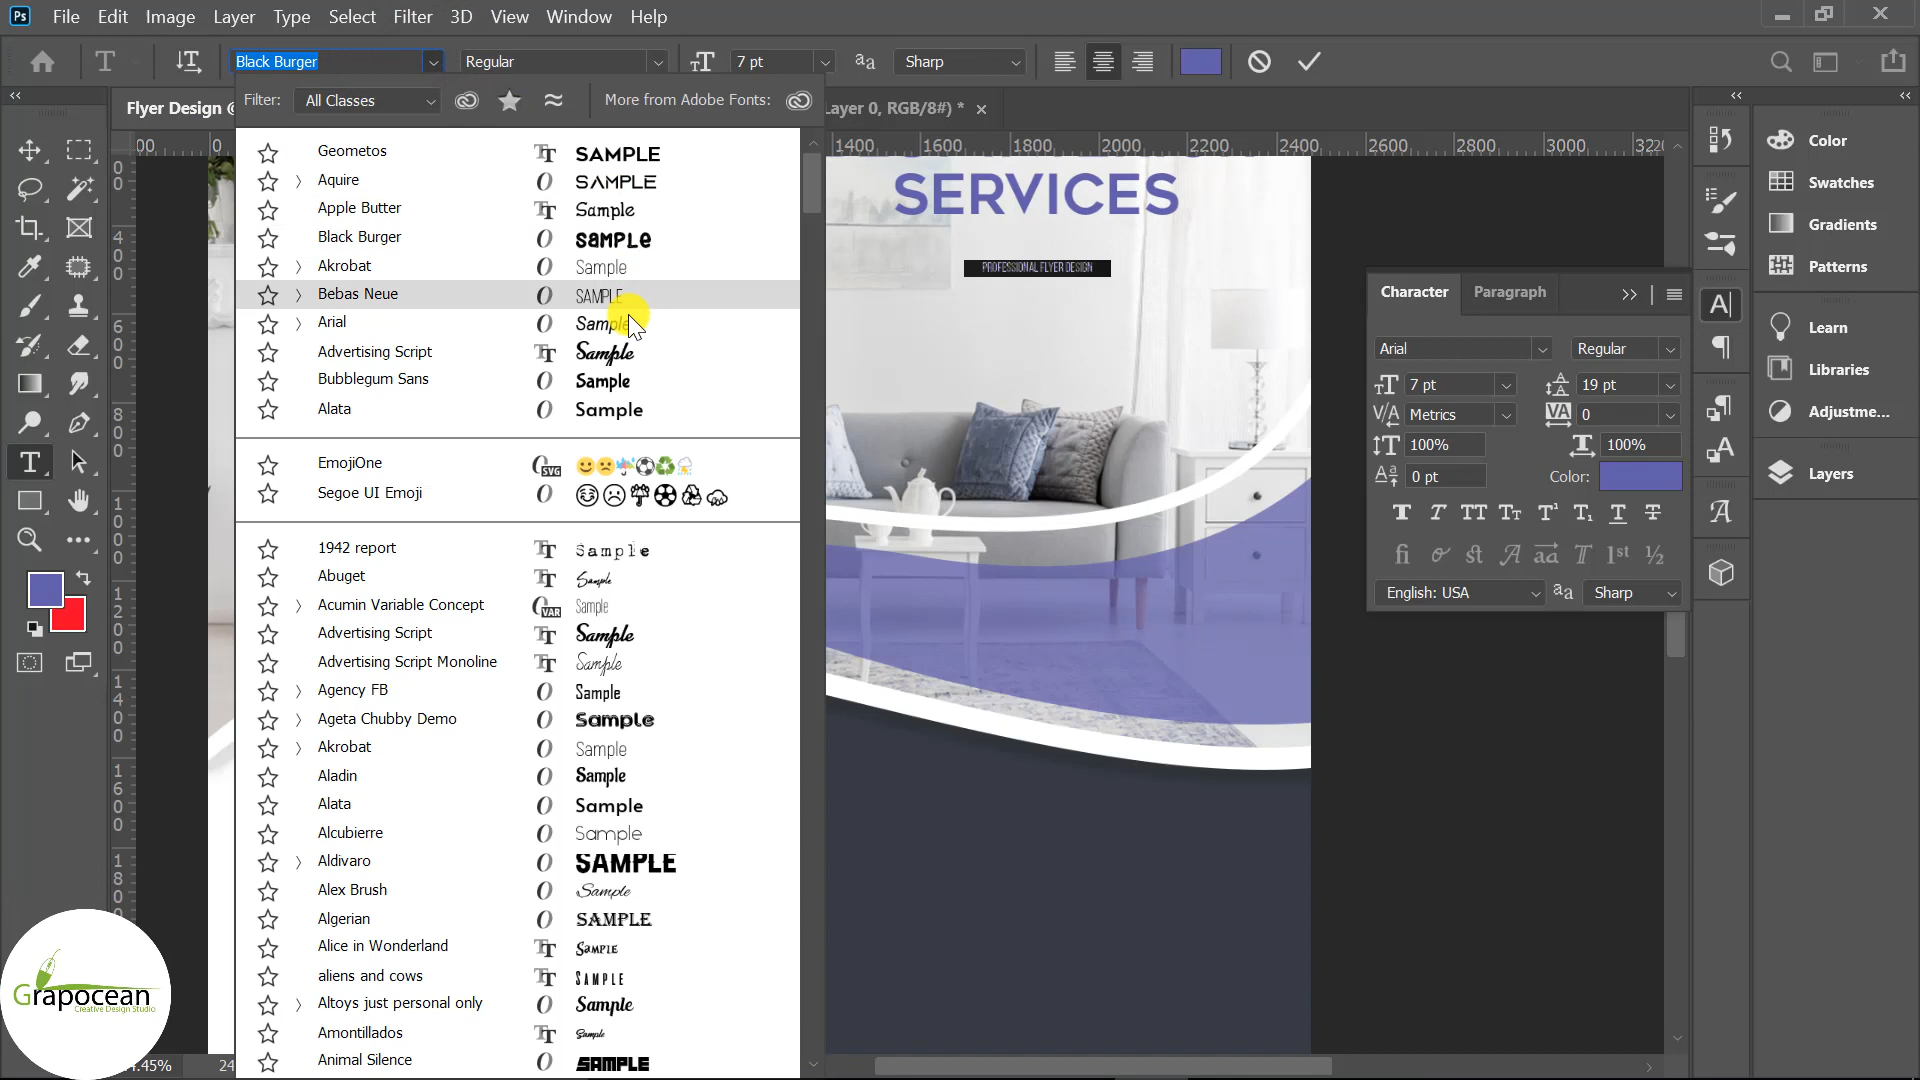 Ps File Edit Image Layer Type Select Filter 3D View Window Help
T Black Burger Regular 7 pt aa Sharp
Filter: All Classes More from Adobe Fonts:
Flyer Design @ Layer 0, RGB/8#) *
00 0 1400 1600 1800 2000 2200 2400 2600 2800 3000
Geometos SAMPLE
Aquire SAMPLE
Apple Butter Sample
Black Burger SAMPLE
Akrobat Sample
Bebas Neue SAMPLE
Arial Sample
Advertising Script Sample
Bubblegum Sans Sample
Alata Sample
EmojiOne SVG
Segoe UI Emoji
1942 report Sample
Abuget Sample
Acumin Variable Concept VAR Sample
Advertising Script Sample
Advertising Script Monoline Sample
Agency FB Sample
Ageta Chubby Demo Sample
Akrobat Sample
Aladin Sample
Alata Sample
Alcubierre Sample
Aldivaro SAMPLE
Alex Brush Sample
Algerian SAMPLE
Alice in Wonderland Sample
aliens and cows SAMPLE
Altoys just personal only Sample
Amontillados Sample
Animal Silence SAMPLE
SERVICES
PROFESSIONAL FLYER DESIGN
Character Paragraph
Arial Regular
7 pt 19 pt
Metrics 0
100% 100%
0 pt Color:
English: USA aa Sharp
Color
Swatches
Gradients
Patterns
Learn
Libraries
Adjustme...
Layers
Grapocean
Creative Design Studio
.45% 24